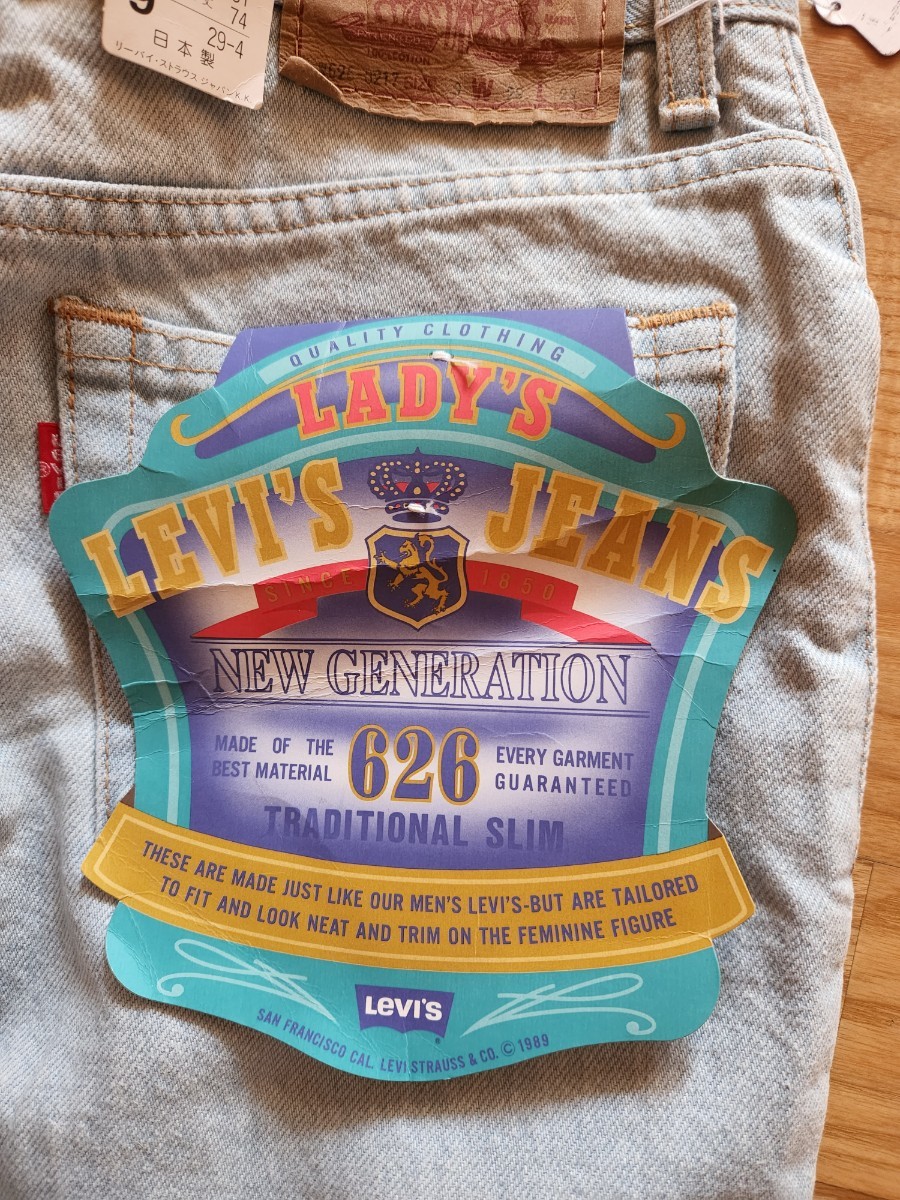 74
29-4
日本製
リーバイ・ストラウス ジャパンK.K.
SIZE W
QUALITY CLOTHING
LADY'S
LEVI'S JEANS
SINCE 1850
NEW GENERATION
MADE OF THE
BEST MATERIAL
626
EVERY GARMENT
GUARANTEED
TRADITIONAL SLIM
THESE ARE MADE JUST LIKE OUR MEN'S LEVI'S-BUT ARE TAILORED
TO FIT AND LOOK NEAT AND TRIM ON THE FEMININE FIGURE
LEVI'S
SAN FRANCISCO CAL. LEVI STRAUSS & CO. © 1989